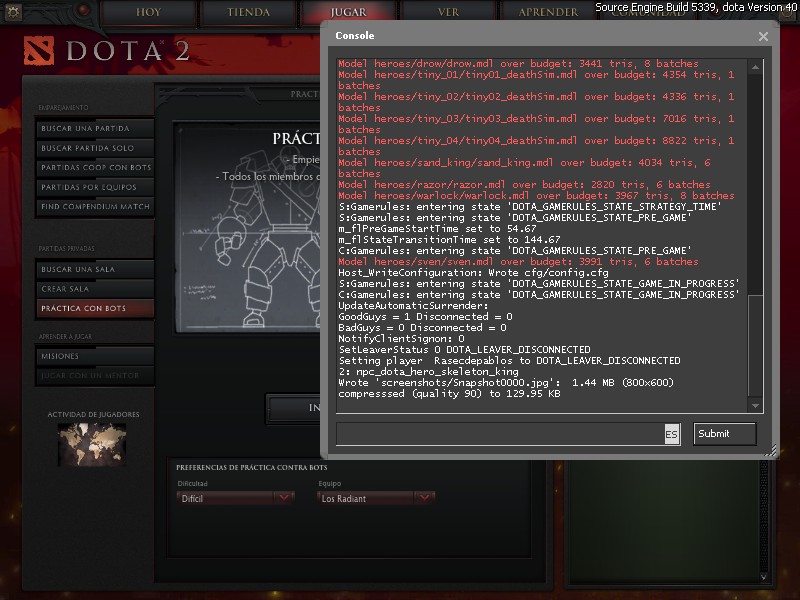 HOY
TIENDA
JUGAR
VER
APRENDER
COMUNIDAD
Source Engine Build 5339, dota Version 40
DOTA 2
EMPAREJAMIENTO
BUSCAR UNA PARTIDA
BUSCAR PARTIDA SOLO
PARTIDAS COOP CON BOTS
PARTIDAS POR EQUIPOS
FIND COMPENDIUM MATCH
PARTIDAS PRIVADAS
BUSCAR UNA SALA
CREAR SALA
PRÁCTICA CON BOTS
APRENDER A JUGAR
MISIONES
JUGAR CON UN MENTOR
ACTIVIDAD DE JUGADORES
PRÁCT
PRÁCT
- Empie
- Todos los miembros d
IN
PREFERENCIAS DE PRÁCTICA CONTRA BOTS
Dificultad
Equipo
Difícil
Los Radiant
Console
Model heroes/drow/drow.mdl over budget: 3441 tris, 8 batches
Model heroes/tiny_01/tiny01_deathSim.mdl over budget: 4354 tris, 1
batches
Model heroes/tiny_02/tiny02_deathSim.mdl over budget: 4336 tris, 1
batches
Model heroes/tiny_03/tiny03_deathSim.mdl over budget: 7016 tris, 1
batches
Model heroes/tiny_04/tiny04_deathSim.mdl over budget: 8822 tris, 1
batches
Model heroes/sand_king/sand_king.mdl over budget: 4034 tris, 6
batches
Model heroes/razor/razor.mdl over budget: 2820 tris, 6 batches
Model heroes/warlock/warlock.mdl over budget: 3967 tris, 8 batches
S:Gamerules: entering state 'DOTA_GAMERULES_STATE_STRATEGY_TIME'
S:Gamerules: entering state 'DOTA_GAMERULES_STATE_PRE_GAME'
m_flPreGameStartTime set to 54.67
m_flStateTransitionTime set to 144.67
C:Gamerules: entering state 'DOTA_GAMERULES_STATE_PRE_GAME'
Model heroes/sven/sven.mdl over budget: 3991 tris, 6 batches
Host_WriteConfiguration: Wrote cfg/config.cfg
S:Gamerules: entering state 'DOTA_GAMERULES_STATE_GAME_IN_PROGRESS'
C:Gamerules: entering state 'DOTA_GAMERULES_STATE_GAME_IN_PROGRESS'
UpdateAutomaticSurrender:
GoodGuys = 1 Disconnected = 0
BadGuys = 0 Disconnected = 0
NotifyClientSignon: 0
SetLeaverStatus 0 DOTA_LEAVER_DISCONNECTED
Setting player  Rasecdepablos to DOTA_LEAVER_DISCONNECTED
2: npc_dota_hero_skeleton_king
Wrote 'screenshots/Snapshot0000.jpg':  1.44 MB (800x600)
compresssed (quality 90) to 129.95 KB
ES
Submit